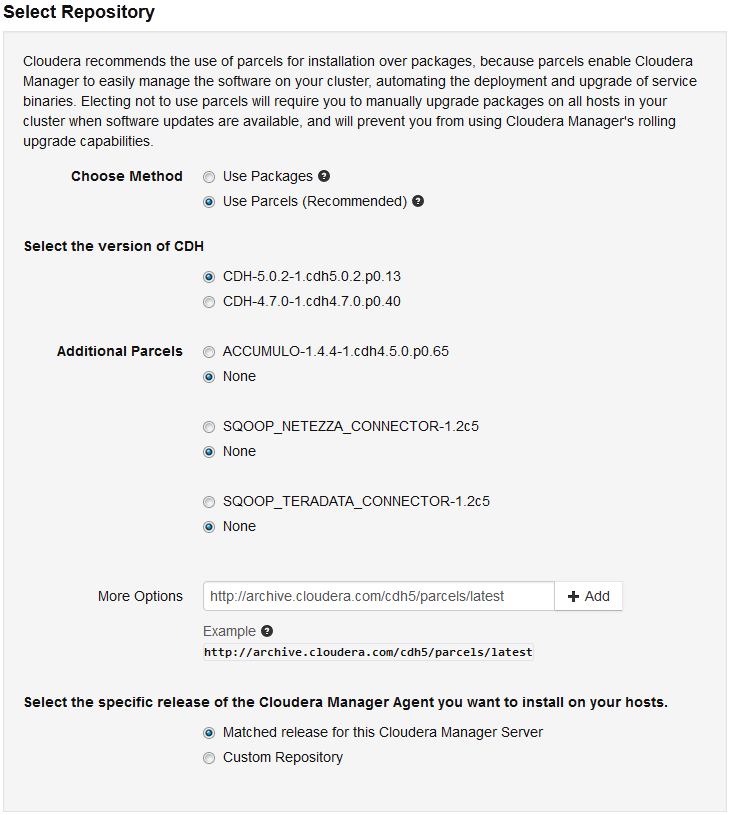 Select Repository
Cloudera recommends the use of parcels for installation over packages, because parcels enable Cloudera
Manager to easily manage the software on your cluster, automating the deployment and upgrade of service
binaries. Electing not to use parcels will require you to manually upgrade packages on all hosts in your
cluster when software updates are available, and will prevent you from using Cloudera Manager's rolling
upgrade capabilities.
Choose Method Use Packages ?
Use Parcels (Recommended) ?
Select the version of CDH
CDH-5.0.2-1.cdh5.0.2.p0.13
CDH-4.7.0-1.cdh4.7.0.p0.40
Additional Parcels ACCUMULO-1.4.4-1.cdh4.5.0.p0.65
None
SQOOP_NETEZZA_CONNECTOR-1.2c5
None
SQOOP_TERADATA_CONNECTOR-1.2c5
None
More Options http://archive.cloudera.com/cdh5/parcels/latest + Add
Example ?
http://archive.cloudera.com/cdh5/parcels/latest
Select the specific release of the Cloudera Manager Agent you want to install on your hosts.
Matched release for this Cloudera Manager Server
Custom Repository